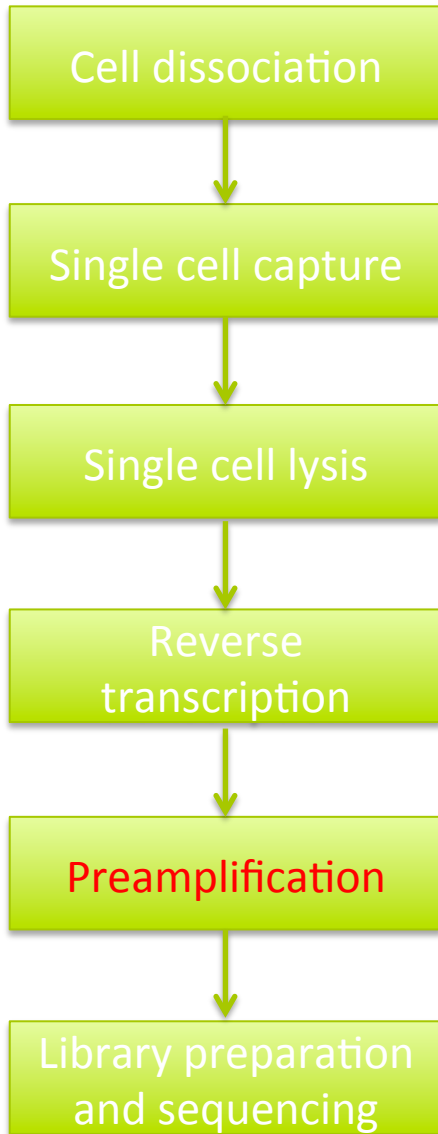 Cell dissociation
Single cell capture
Single cell lysis
Reverse
transcription
Preamplification
Library preparation
and sequencing